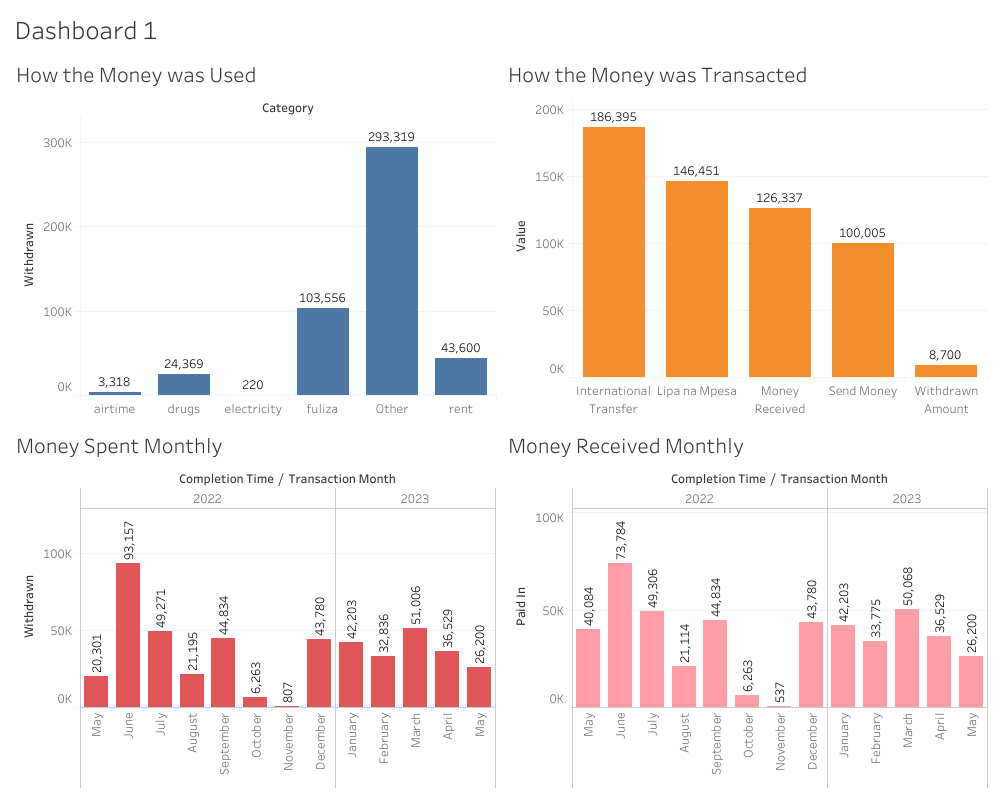 Dashboard 1
How the Money was Used
Category
Withdrawn
300K
200K
100K
0K
3,318
24,369
220
103,556
293,319
43,600
airtime
drugs
electricity
fuliza
Other
rent
How the Money was Transacted
Value
200K
150K
100K
50K
0K
186,395
146,451
126,337
100,005
8,700
International
Transfer
Lipa na Mpesa
Money
Received
Send Money
Withdrawn
Amount
Money Spent Monthly
Completion Time / Transaction Month
2022
2023
Withdrawn
100K
50K
0K
20,301
93,157
49,271
21,195
44,834
6,263
807
43,780
42,203
32,836
51,006
36,529
26,200
May
June
July
August
September
October
November
December
January
February
March
April
May
Money Received Monthly
Completion Time / Transaction Month
2022
2023
Paid In
100K
50K
0K
40,084
73,784
49,306
21,114
44,834
6,263
537
43,780
42,203
33,775
50,068
36,529
26,200
May
June
July
August
September
October
November
December
January
February
March
April
May